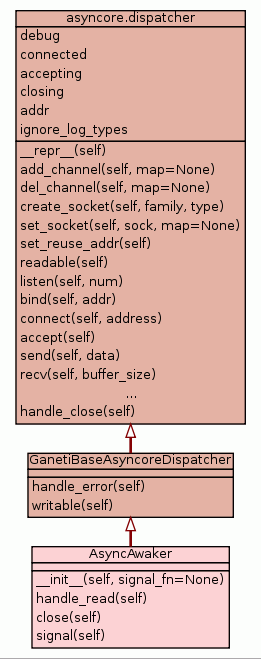 asyncore.dispatcher
debug
connected
accepting
closing
addr
ignore_log_types
__repr__(self)
add_channel(self, map=None)
del_channel(self, map=None)
create_socket(self, family, type)
set_socket(self, sock, map=None)
set_reuse_addr(self)
readable(self)
listen(self, num)
bind(self, addr)
connect(self, address)
accept(self)
send(self, data)
recv(self, buffer_size)
...
handle_close(self)
GanetiBaseAsyncoreDispatcher
handle_error(self)
writable(self)
AsyncAwaker
__init__(self, signal_fn=None)
handle_read(self)
close(self)
signal(self)